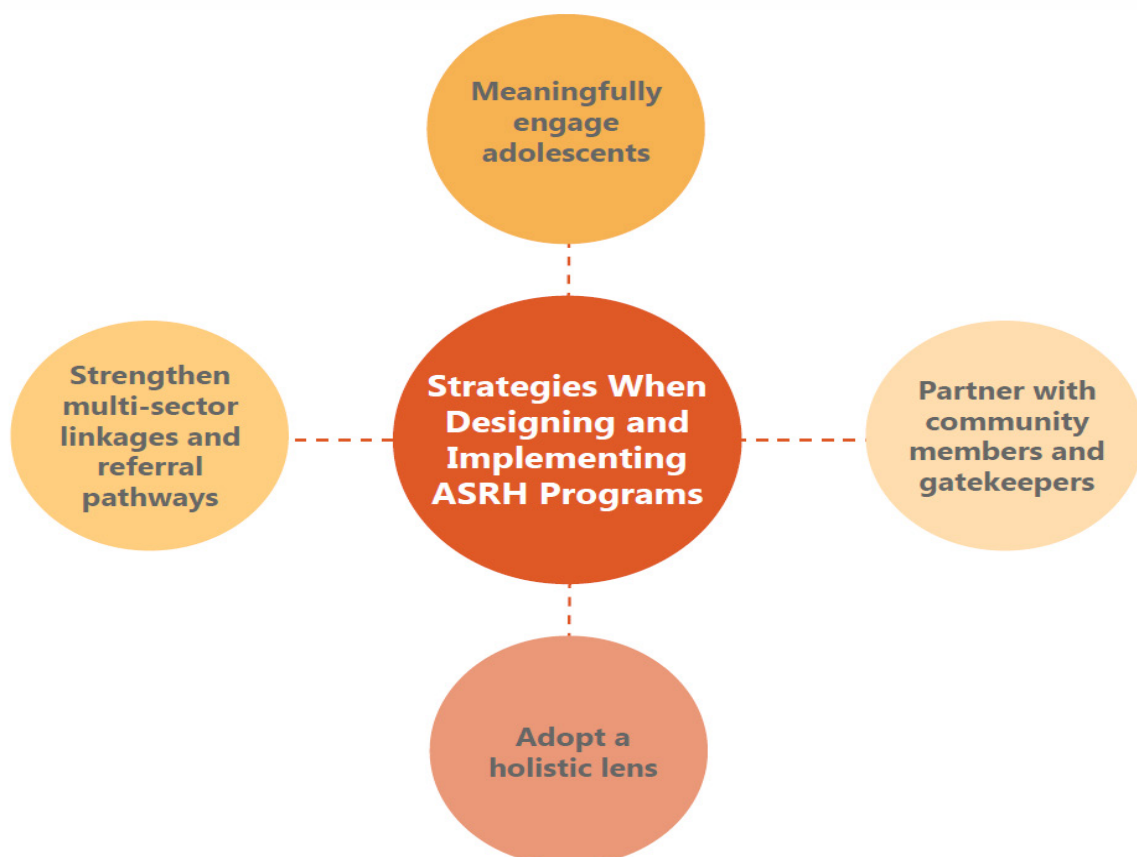 Meaningfully
engage
adolescents
Strengthen
multi-sector
linkages and
referral
pathways
Strategies When
Designing and
Implementing
ASRH Programs
Partner with
community
members and
gatekeepers
Adopt a
holistic lens